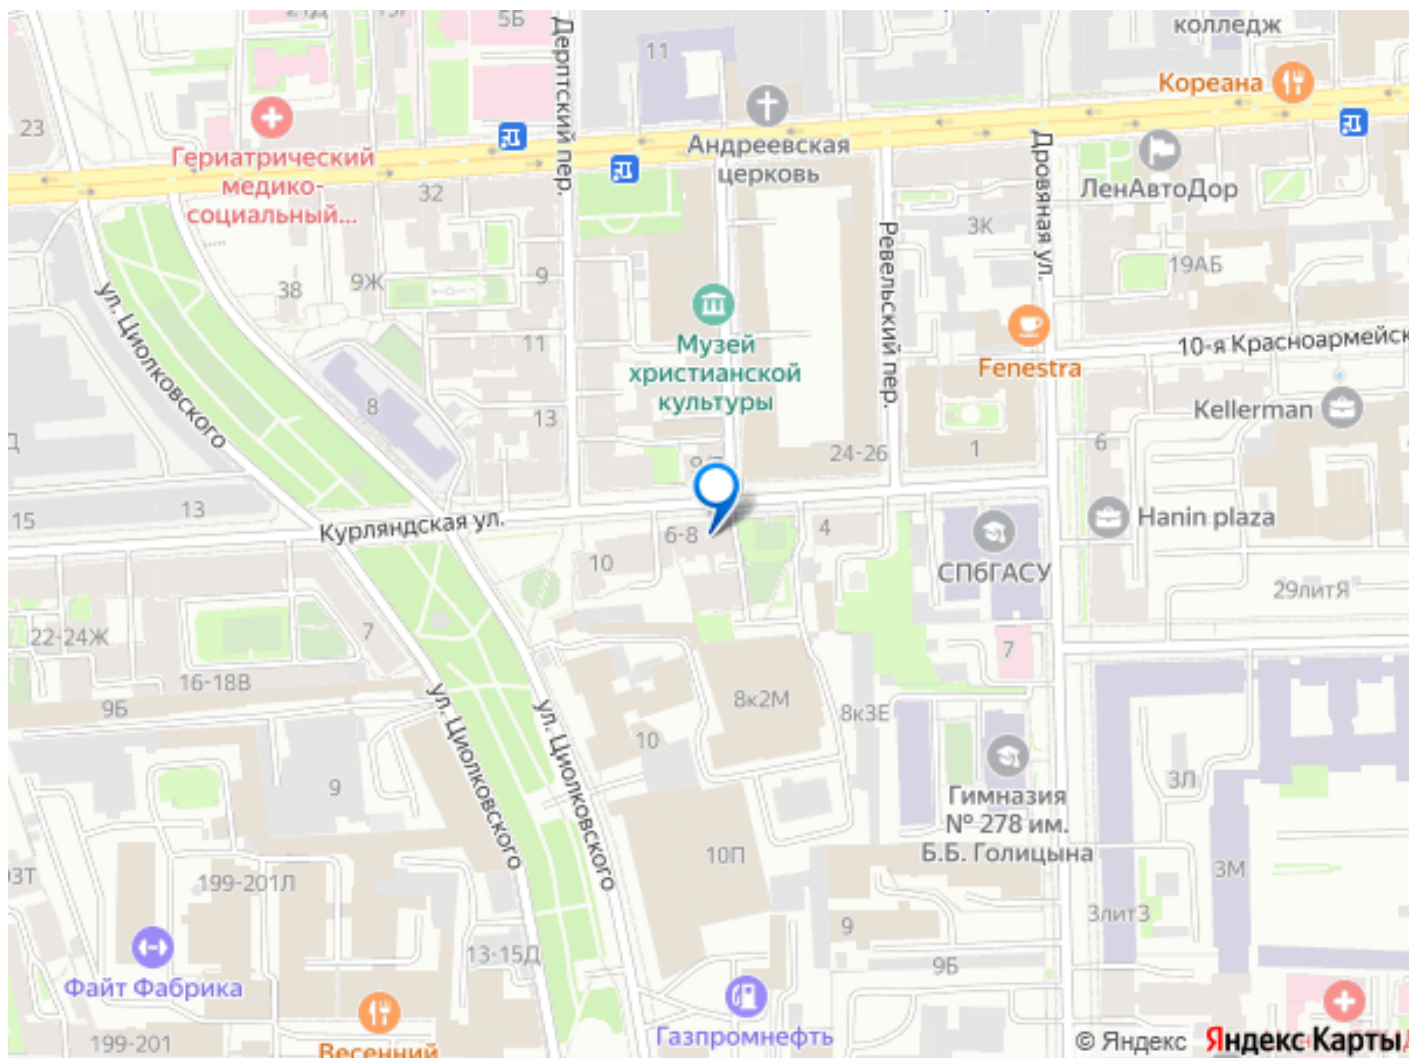 колледж
21Д
5Б
11
Дерптский пер.
Кореана
23
Гериатрический
медико-
социальный...
Андреевская
церковь
Дровяная ул.
ЛенАвтоДор
32
3К
Ревельский пер.
19АБ
9
9Ж
38
ул. Циолковского
Музей
христианской
культуры
11
Fenestra
10-я Красноармейск
8
13
Kellerman
24-26
1
6
15
13
Курляндская ул.
6-8
4
10
СПбГАСУ
Hanin plaza
29литЯ
22-24Ж
7
7
16-18В
9Б
ул. Циолковского
ул. Циолковского
8к2М
8к3Е
10
9
3Л
Гимназия
№ 278 им.
Б.Б. Голицына
10П
199-201Л
3М
3литЗ
9
13-15Д
9Б
Файт Фабрика
Газпромнефть
199-201
Весенний
© Яндекс
Яндекс Карты